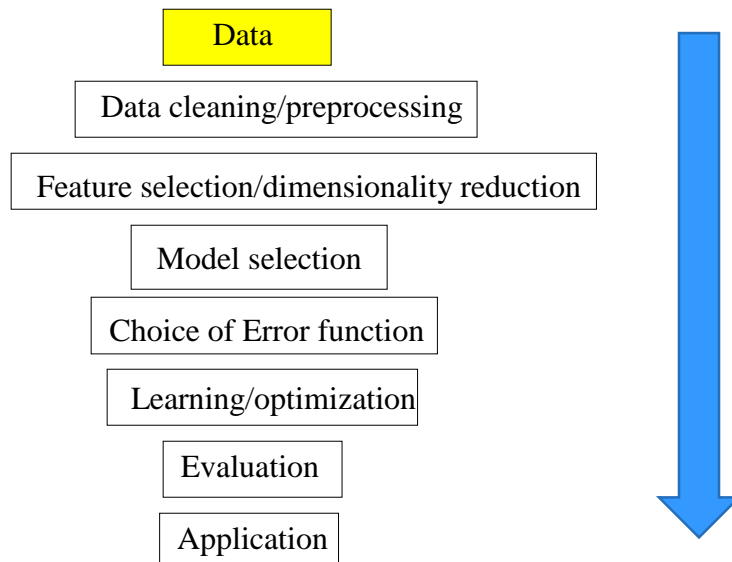 Data
Data cleaning/preprocessing
Feature selection/dimensionality reduction
Model selection
Choice of Error function
Learning/optimization
Evaluation
Application